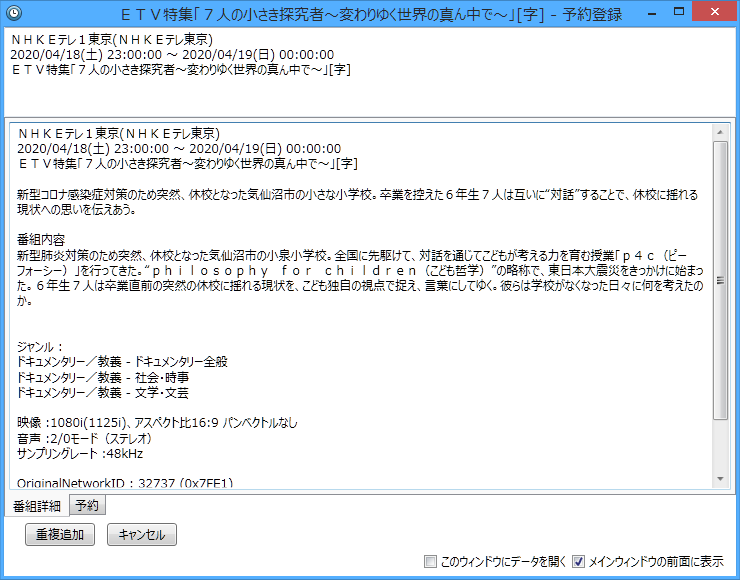 ＥＴＶ特集「７人の小さき探究者～変わりゆく世界の真ん中で～」[字] - 予約登録
ＮＨＫＥテレ１東京(ＮＨＫＥテレ東京)
2020/04/18(土) 23:00:00 ～ 2020/04/19(日) 00:00:00
ＥＴＶ特集「７人の小さき探究者～変わりゆく世界の真ん中で～」[字]
ＮＨＫＥテレ１東京(ＮＨＫＥテレ東京)
2020/04/18(土) 23:00:00 ～ 2020/04/19(日) 00:00:00
ＥＴＶ特集「７人の小さき探究者～変わりゆく世界の真ん中で～」[字]
新型コロナ感染症対策のため突然、休校となった気仙沼市の小さな小学校。卒業を控えた６年生７人は互いに“対話”することで、休校に揺れる
現状への思いを伝えあう。
番組内容
新型肺炎対策のため突然、休校となった気仙沼市の小泉小学校。全国に先駆けて、対話を通じてこどもが考える力を育む授業「ｐ４ｃ（ピー
フォーシー）」を行ってきた。“ｐｈｉｌｏｓｏｐｈｙ　ｆｏｒ　ｃｈｉｌｄｒｅｎ（こども哲学）”の略称で、東日本大震災をきっかけに始まっ
た。６年生７人は卒業直前の突然の休校に揺れる現状を、こども独自の視点で捉え、言葉にしてゆく。彼らは学校がなくなった日々に何を考えたの
か。
ジャンル :
ドキュメンタリー／教養 - ドキュメンタリー全般
ドキュメンタリー／教養 - 社会・時事
ドキュメンタリー／教養 - 文学・文芸
映像 :1080i(1125i)、アスペクト比16:9 パンベクトルなし
音声 :2/0モード（ステレオ）
サンプリングレート :48kHz
OriginalNetworkID : 32737 (0x7FE1)
番組詳細 予約
重複追加 キャンセル
このウィンドウにデータを開く メインウィンドウの前面に表示